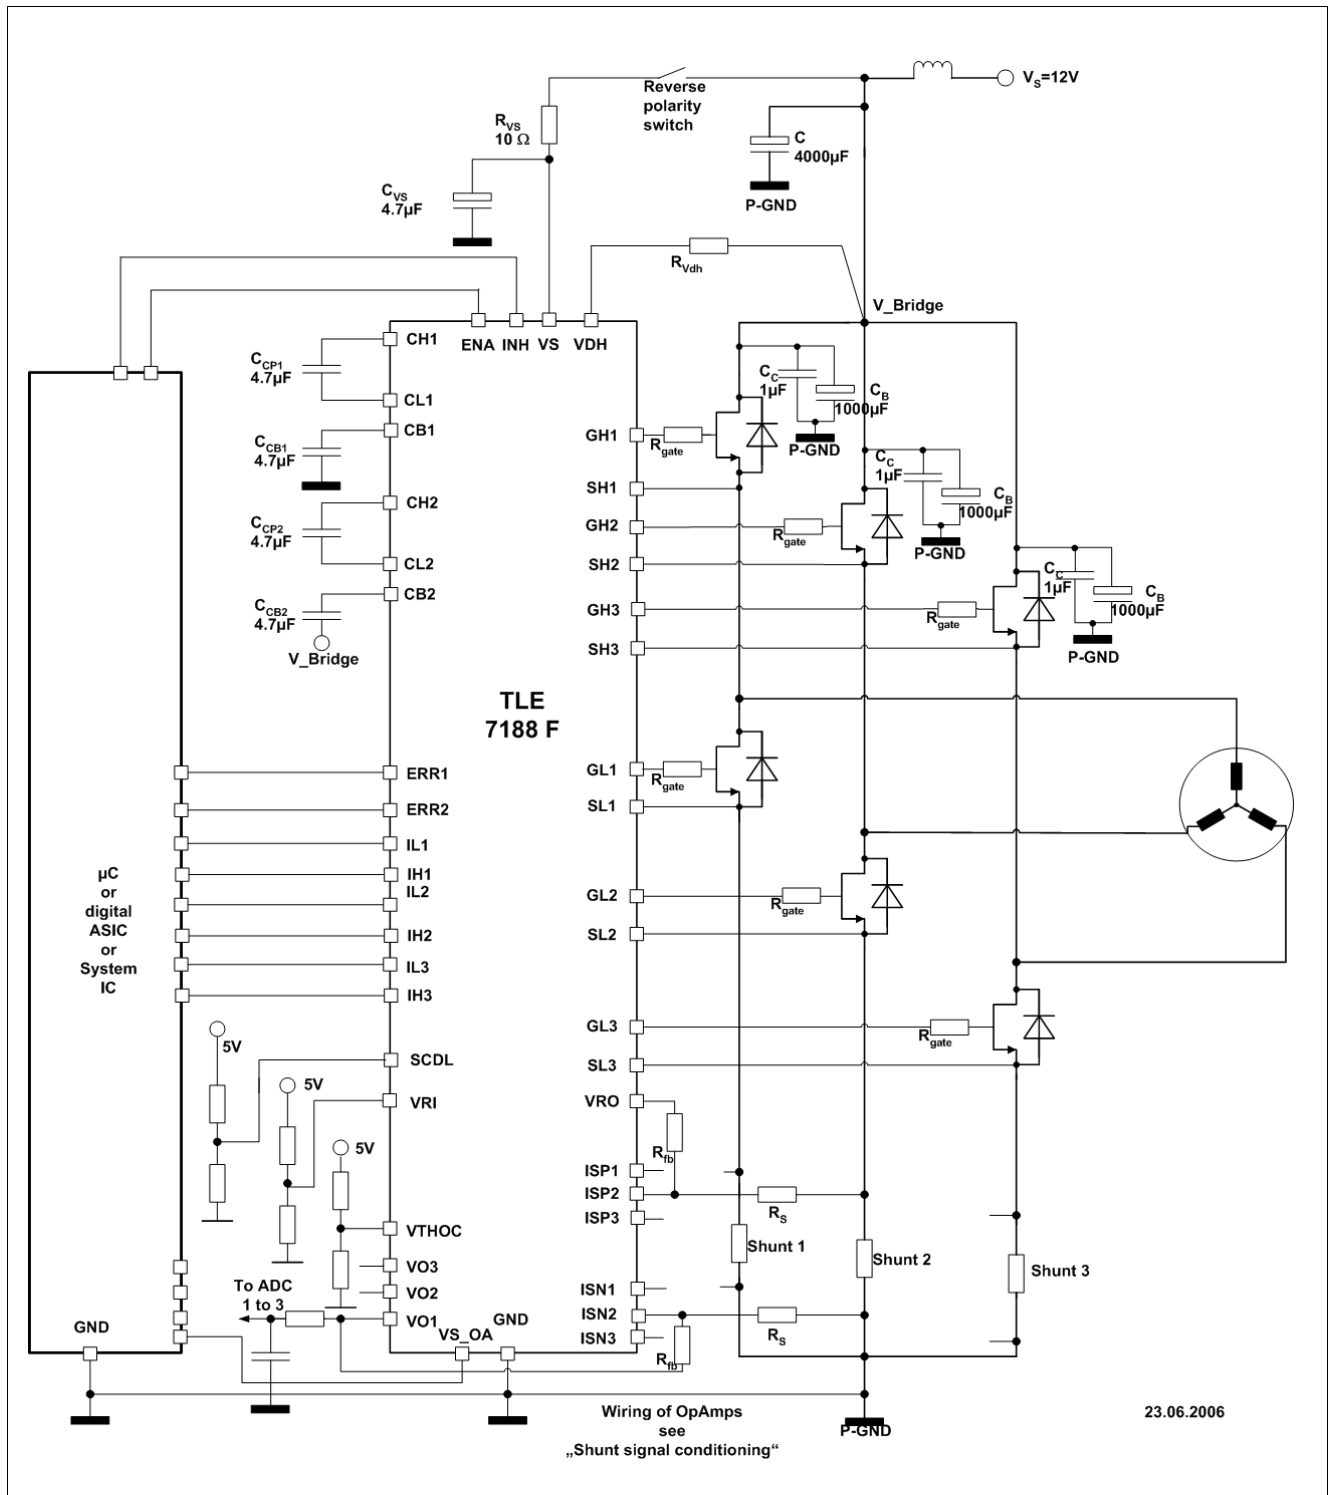 V_S=12V
Reverse
polarity
switch
R_VS
10 Ω
C
4000µF
P-GND
C_VS
4.7µF
R_Vdh
V_Bridge
ENA INH VS VDH
CH1
C_CP1
4.7µF
CL1
CB1
C_CB1
4.7µF
CH2
C_CP2
4.7µF
CL2
CB2
C_CB2
4.7µF
V_Bridge
C_C
1µF
C_B
1000µF
P-GND
GH1
R_gate
SH1
C_C
1µF
C_B
1000µF
P-GND
GH2
R_gate
SH2
C_C
1µF
C_B
1000µF
P-GND
GH3
R_gate
SH3
TLE
7188 F
GL1
R_gate
SL1
GL2
R_gate
SL2
GL3
R_gate
SL3
ERR1
ERR2
IL1
IH1
IL2
IH2
IL3
IH3
µC
or
digital
ASIC
or
System
IC
5V
SCDL
5V
VRI
5V
VTHOC
VO3
VO2
VO1
To ADC
1 to 3
VRO
R_fb
ISP1
ISP2
R_S
ISP3
Shunt 1
Shunt 2
Shunt 3
ISN1
ISN2
R_S
ISN3
R_fb
GND
VS_OA
GND
P-GND
Wiring of OpAmps
see
„Shunt signal conditioning“
23.06.2006